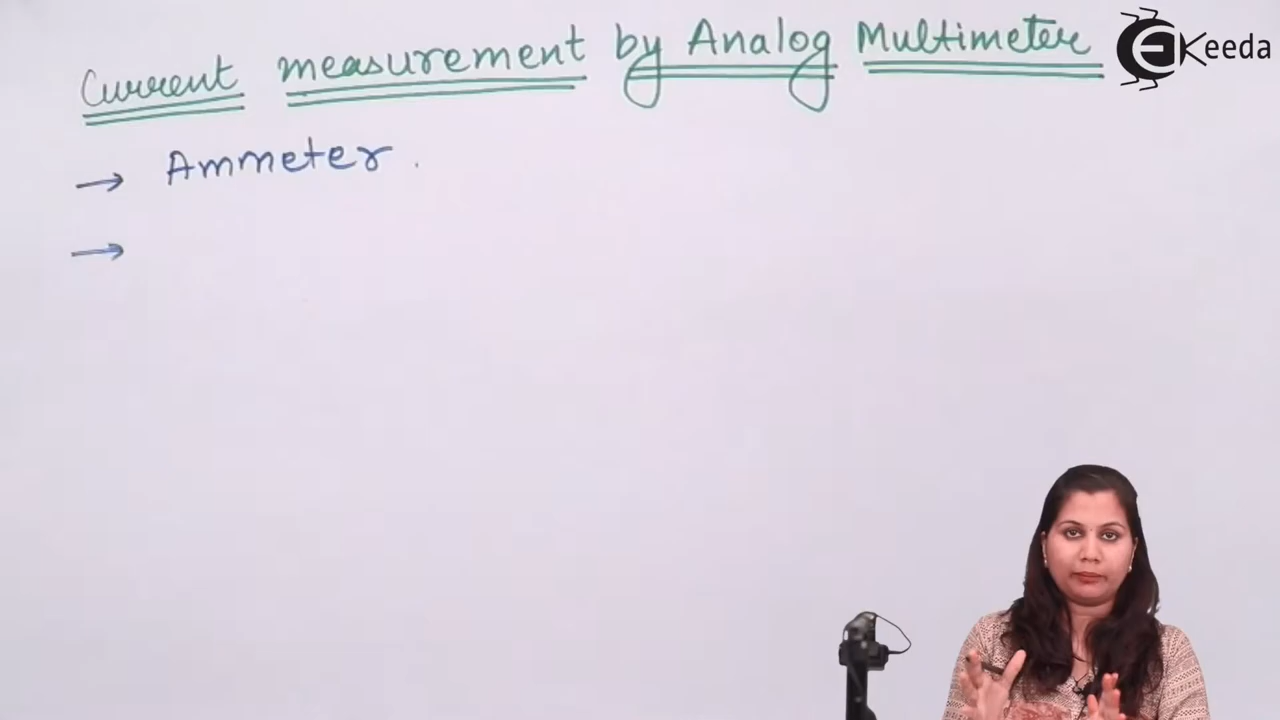 Current measurement by Analog Multimeter
EKeeda
→ Ammeter.
→